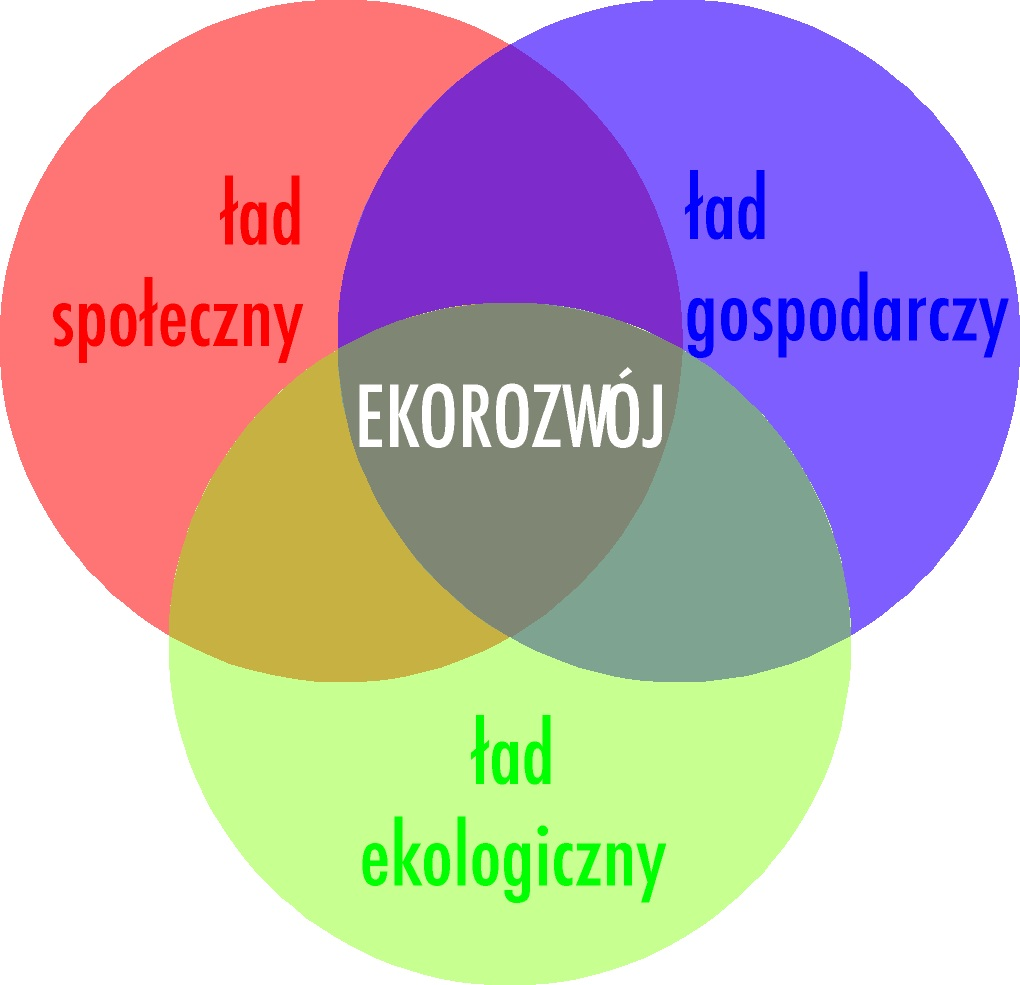 ład
społeczny
ład
gospodarczy
EKOROZWÓJ
ład
ekologiczny